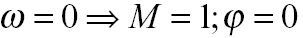 ω = 0 ⇒ M = 1; φ = 0